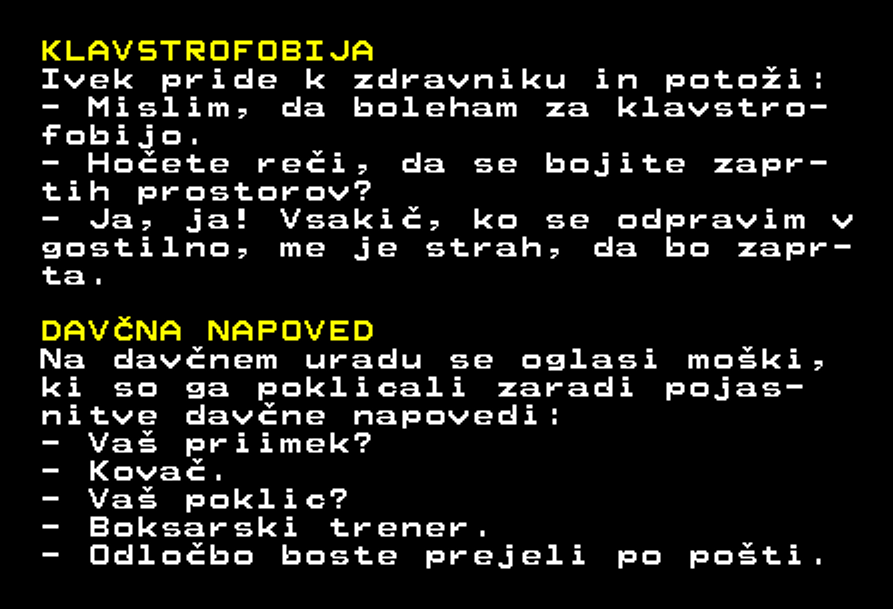 KLAVSTROFOBIJA
Ivek pride k zdravniku in potoži:
- Mislim, da boleham za klavstro-
fobijo.
- Hočete reči, da se bojite zapr-
tih prostorov?
- Ja, ja! Vsakič, ko se odpravim v
gostilno, me je strah, da bo zapr-
ta.
DAVČNA NAPOVED
Na davčnem uradu se oglasi moški,
ki so ga poklicali zaradi pojas-
nitve davčne napovedi:
- Vaš priimek?
- Kovač.
- Vaš poklic?
- Boksarski trener.
- Odločbo boste prejeli po pošti.